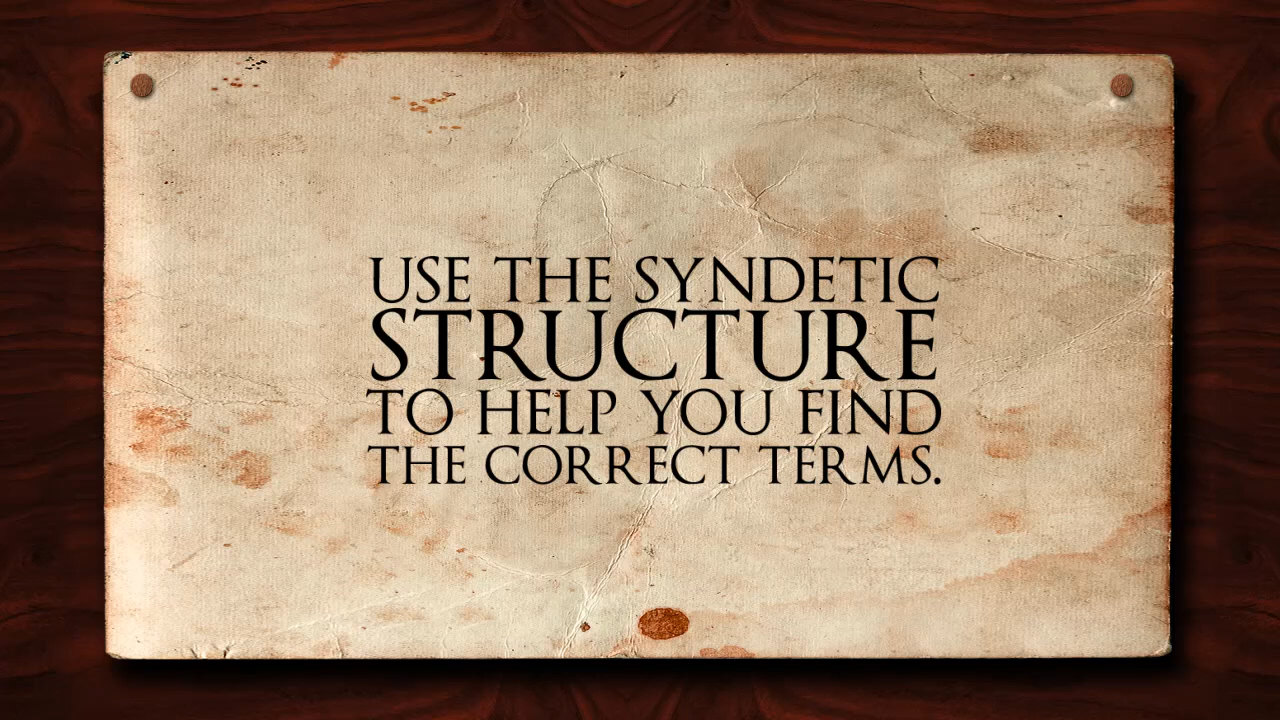 USE THE SYNDETIC
STRUCTURE
TO HELP YOU FIND
THE CORRECT TERMS.